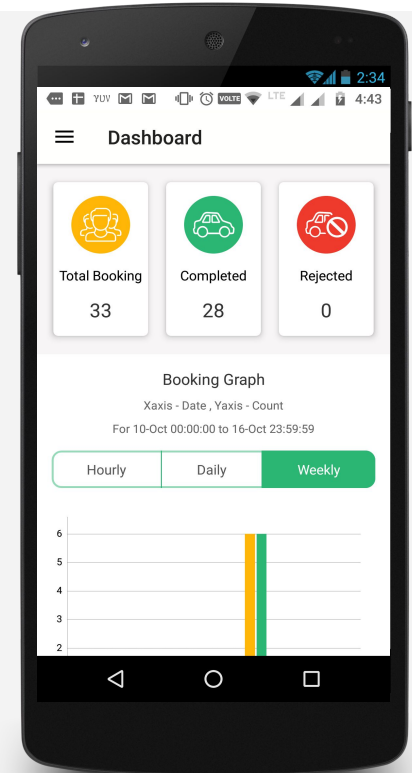 2:34
YUV VOLTE LTE 4:43
Dashboard
Total Booking Completed Rejected
33 28 0
Booking Graph
Xaxis - Date , Yaxis - Count
For 10-Oct 00:00:00 to 16-Oct 23:59:59
Hourly Daily Weekly
6
5
4
3
2